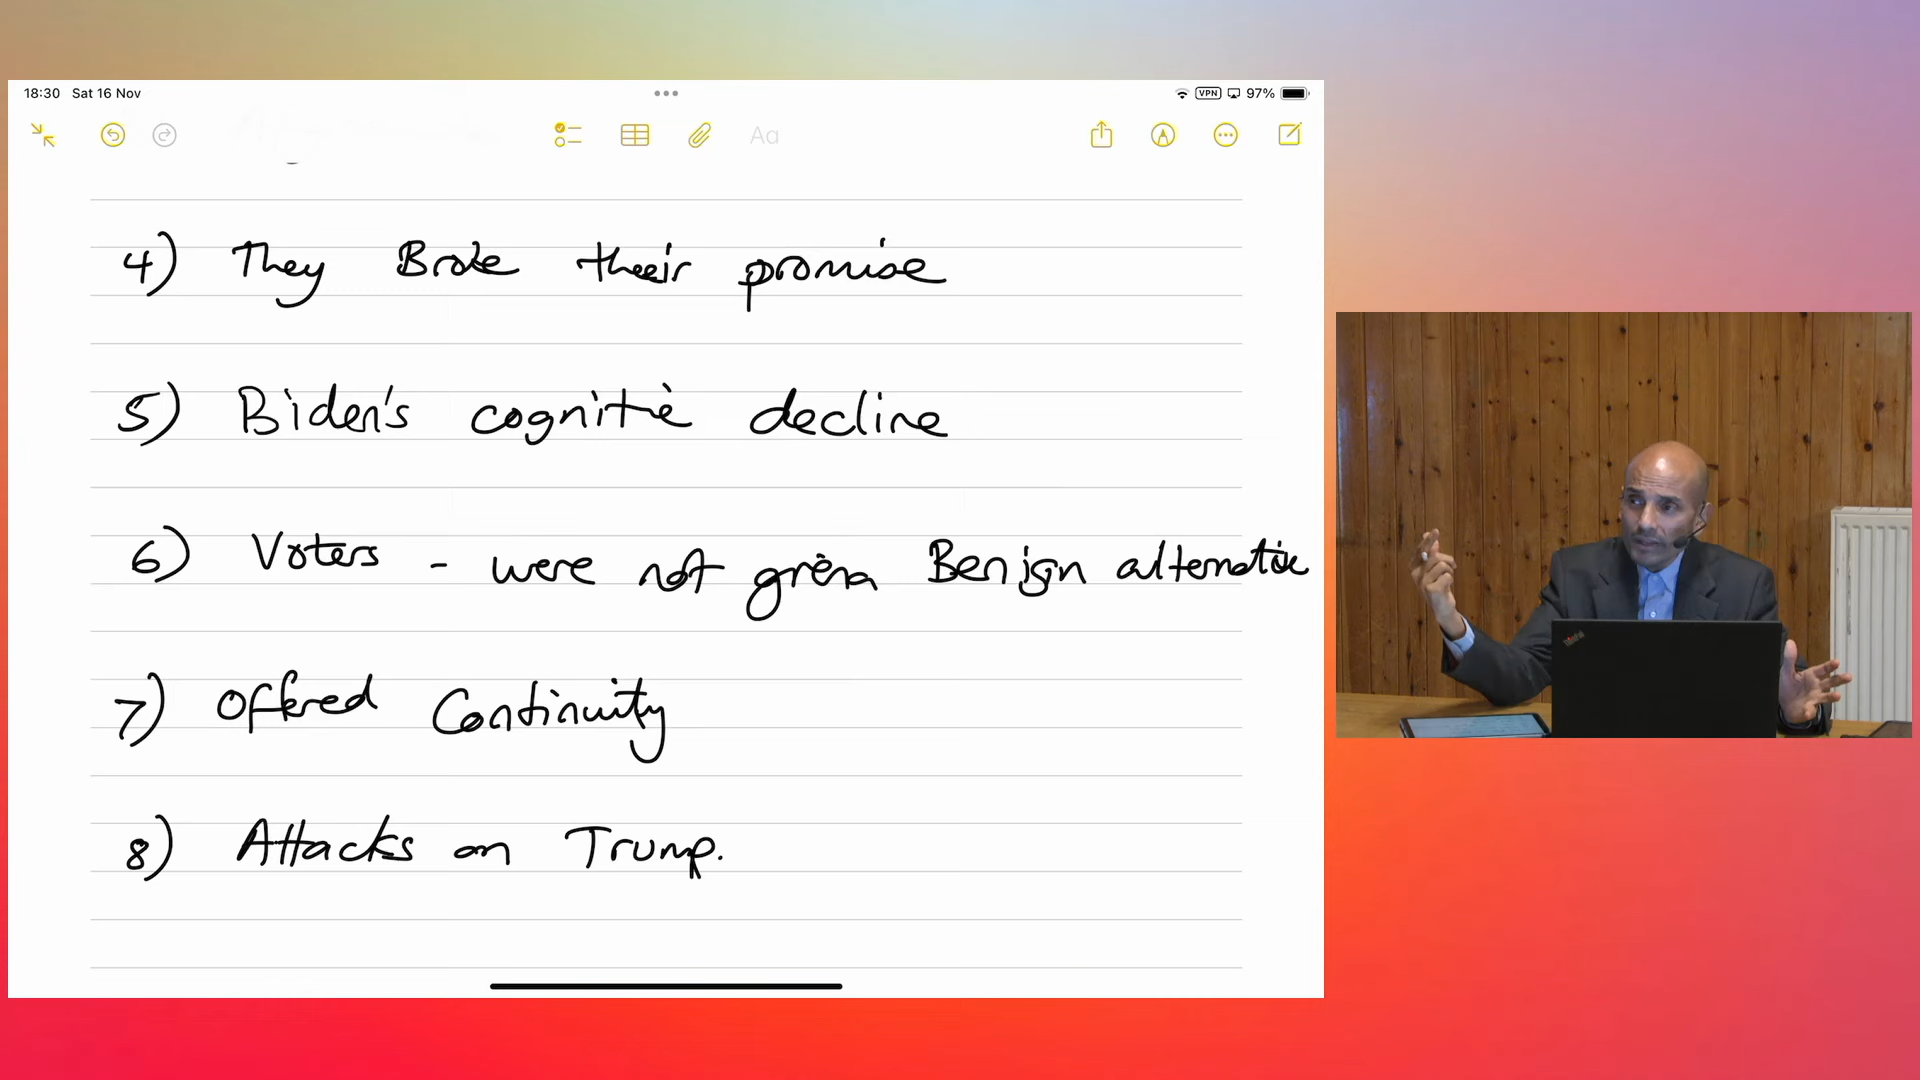 18:30 Sat 16 Nov
VPN 97%
Aa
4) They Broke their promise
5) Biden's cognitive decline
6) Voters - were not given Benign alternative
7) Offered Continuity
8) Attacks on Trump.
ThinkPad